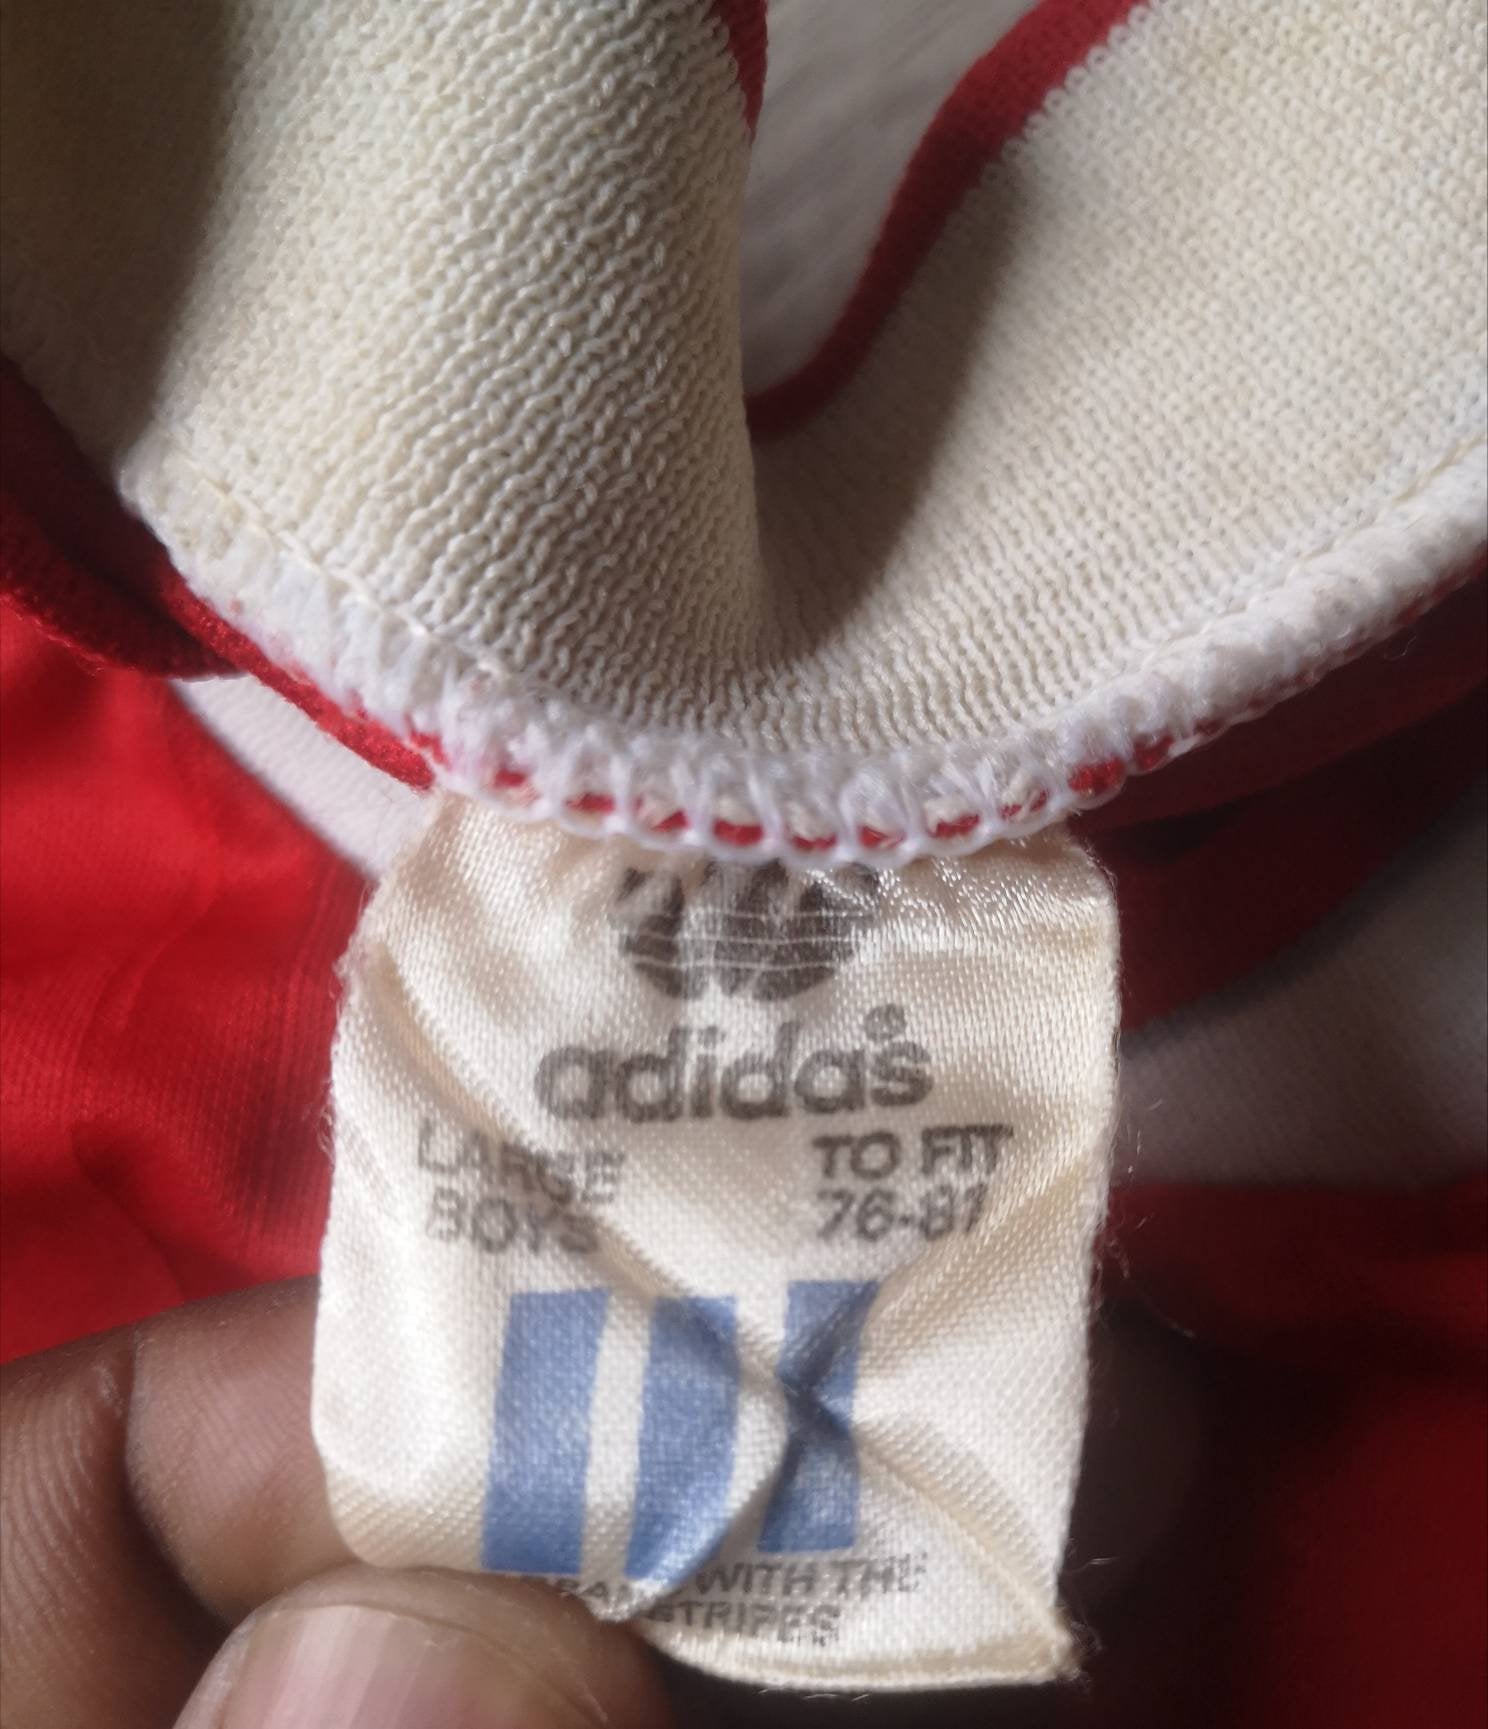 adidas
LARGE TO FIT
BOYS 76-81
WITH THE
STRIPES